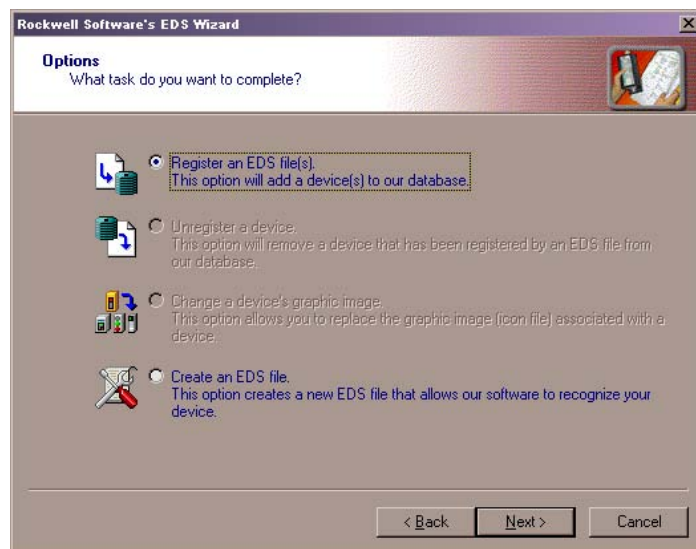 Rockwell Software's EDS Wizard
Options
What task do you want to complete?
Register an EDS file(s).
This option will add a device(s) to our database.
Unregister a device.
This option will remove a device that has been registered by an EDS file from
our database.
Change a device's graphic image.
This option allows you to replace the graphic image (icon file) associated with a
device.
Create an EDS file.
This option creates a new EDS file that allows our software to recognize your
device.
< Back
Next >
Cancel